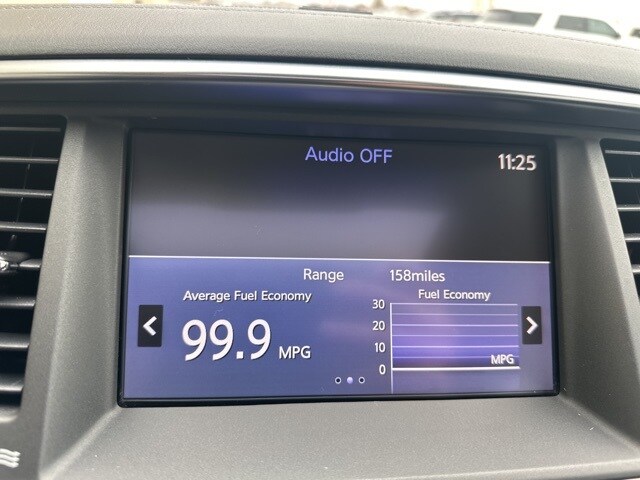 Audio OFF 11:25
Range 158miles
Average Fuel Economy
99.9 MPG
Fuel Economy
30
20
10
0
MPG